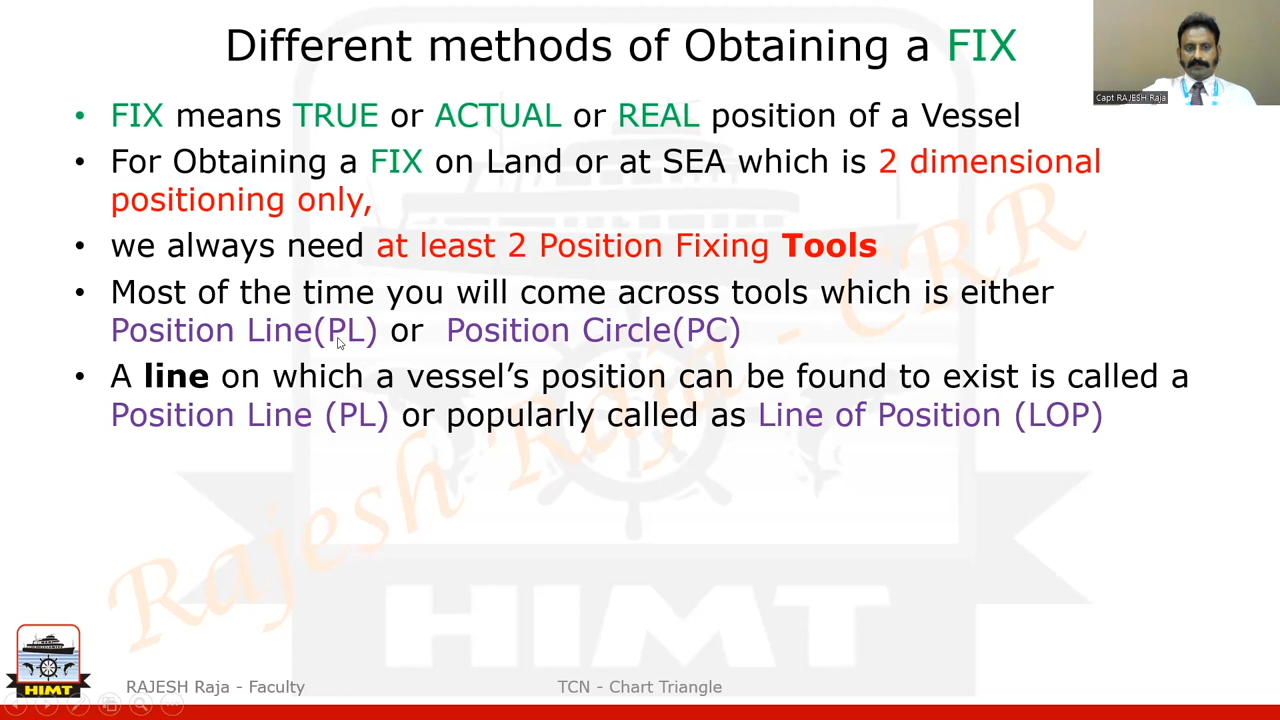 Different methods of Obtaining a FIX
Capt RAJESH Raja
• FIX means TRUE or ACTUAL or REAL position of a Vessel
• For Obtaining a FIX on Land or at SEA which is 2 dimensional
positioning only,
• we always need at least 2 Position Fixing Tools
• Most of the time you will come across tools which is either
Position Line(PL) or Position Circle(PC)
• A line on which a vessel’s position can be found to exist is called a
Position Line (PL) or popularly called as Line of Position (LOP)
Rajesh Raja - CRR
HIMT
HIMT
RAJESH Raja - Faculty
TCN - Chart Triangle